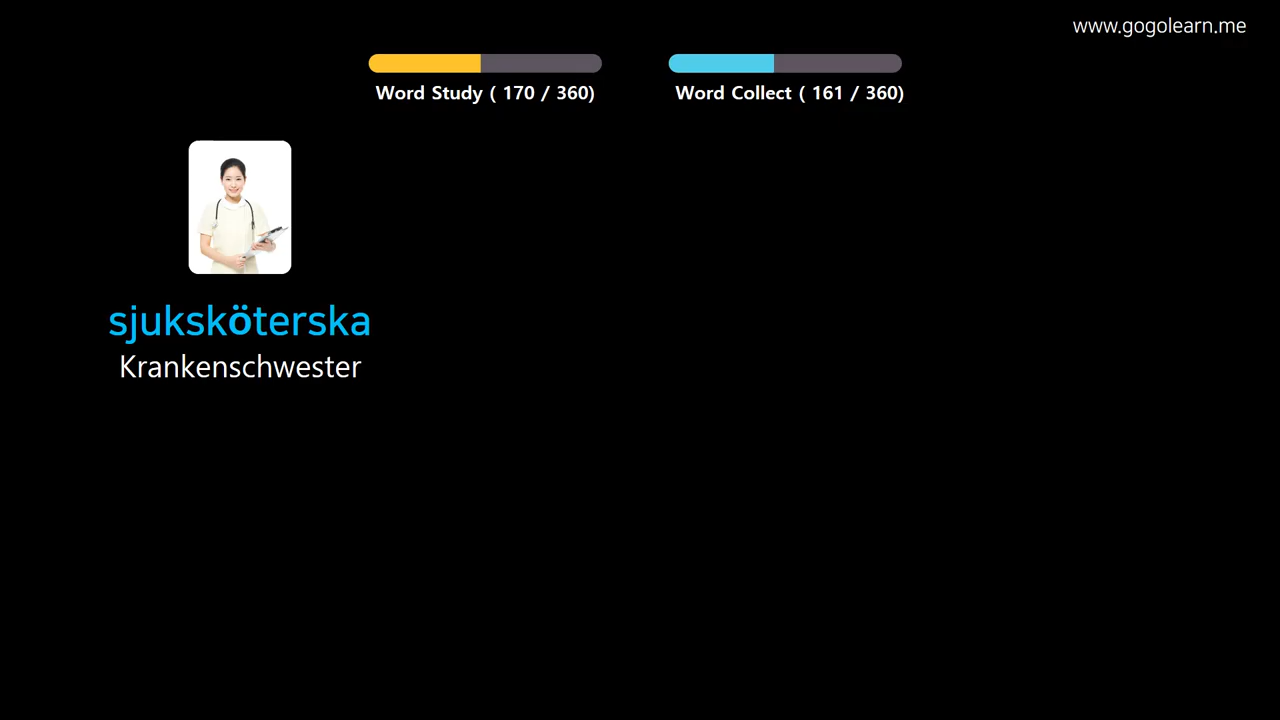 www.gogolearn.me
Word Study ( 170 / 360)
Word Collect ( 161 / 360)
sjuksköterska
Krankenschwester